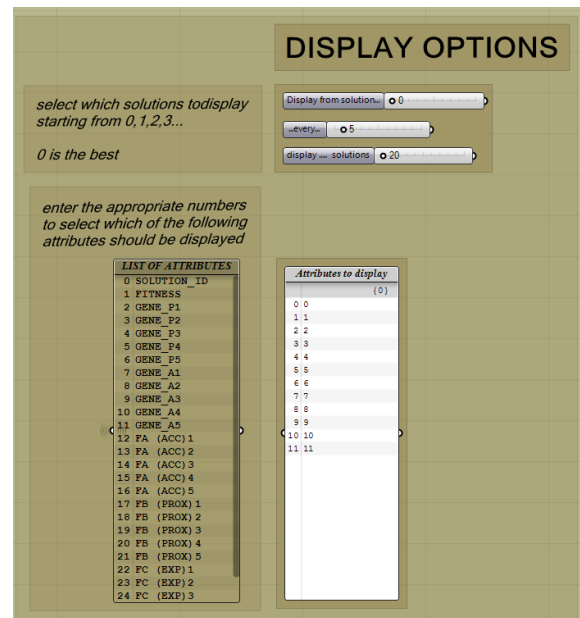 DISPLAY OPTIONS
select which solutions todisplay
starting from 0,1,2,3...
0 is the best
Display from solution... 0
...every... 5
display .... solutions 20
enter the appropriate numbers
to select which of the following
attributes should be displayed
LIST OF ATTRIBUTES
0 SOLUTION_ID
1 FITNESS
2 GENE_P1
3 GENE_P2
4 GENE_P3
5 GENE_P4
6 GENE_P5
7 GENE_A1
8 GENE_A2
9 GENE_A3
10 GENE_A4
11 GENE_A5
12 FA (ACC)1
13 FA (ACC)2
14 FA (ACC)3
15 FA (ACC)4
16 FA (ACC)5
17 FB (PROX)1
18 FB (PROX)2
19 FB (PROX)3
20 FB (PROX)4
21 FB (PROX)5
22 FC (EXP)1
23 FC (EXP)2
24 FC (EXP)3
Attributes to display
{0}
0 0
1 1
2 2
3 3
4 4
5 5
6 6
7 7
8 8
9 9
10 10
11 11